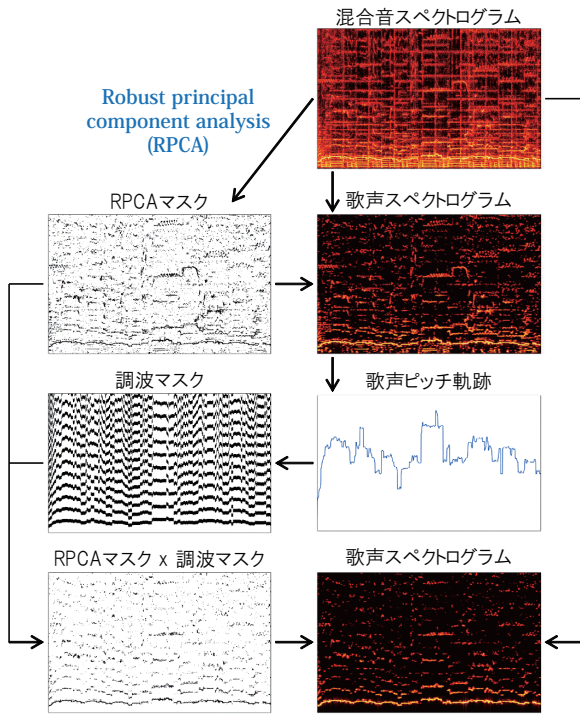 混合音スペクトログラム
Robust principal
component analysis
(RPCA)
RPCAマスク
歌声スペクトログラム
調波マスク
歌声ピッチ軌跡
RPCAマスク x 調波マスク
歌声スペクトログラム